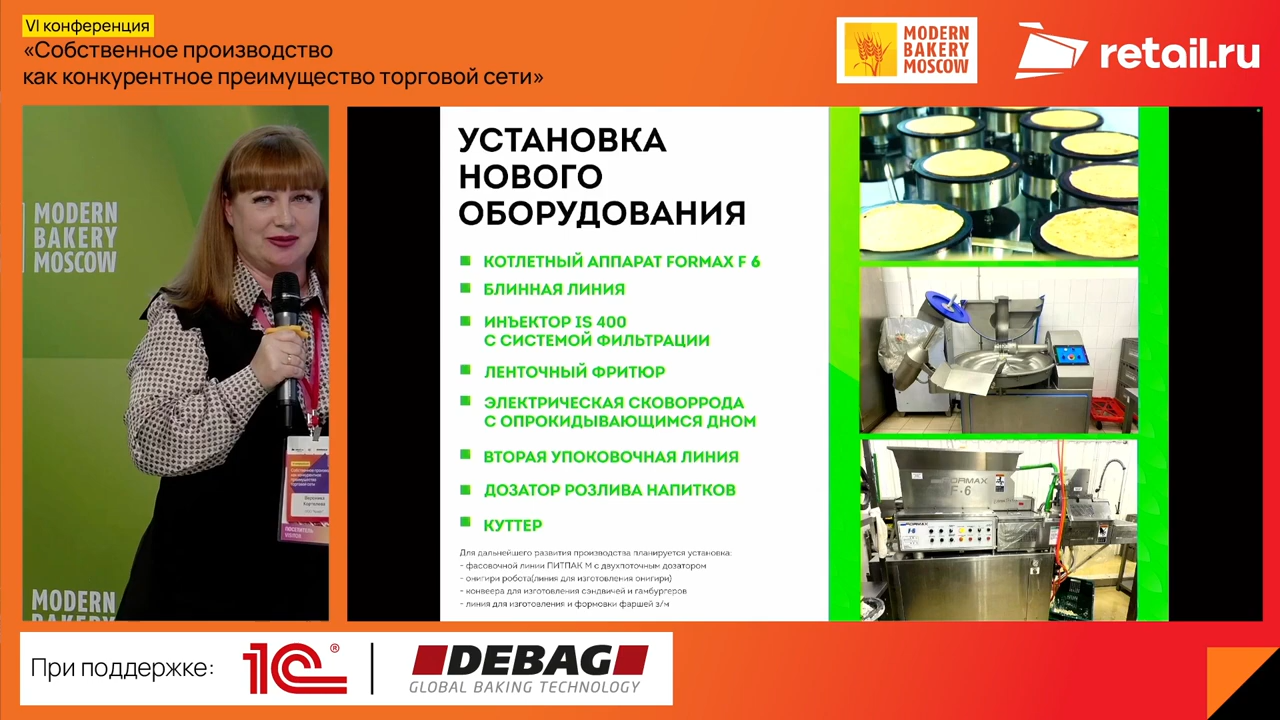 VI конференция
«Собственное производство
как конкурентное преимущество торговой сети»
MODERN
BAKERY
MOSCOW
retail.ru
MODERN
BAKERY
MOSCOW
MODERN
BAKERY
УСТАНОВКА
НОВОГО
ОБОРУДОВАНИЯ
КОТЛЕТНЫЙ АППАРАТ FORMAX F 6
БЛИННАЯ ЛИНИЯ
ИНЪЕКТОР IS 400
С СИСТЕМОЙ ФИЛЬТРАЦИИ
ЛЕНТОЧНЫЙ ФРИТЮР
ЭЛЕКТРИЧЕСКАЯ СКОВОРРОДА
С ОПРОКИДЫВАЮЩИМСЯ ДНОМ
ВТОРАЯ УПОКОВОЧНАЯ ЛИНИЯ
ДОЗАТОР РОЗЛИВА НАПИТКОВ
КУТТЕР
Для дальнейшего развития производства планируется установка:
- фасовочной линии ПИТПАК М с двухпоточным дозатором
- онигири робота(линия для изготовления онигири)
- конвеера для изготовления сэндвичей и гамбургеров
- линия для изготовления и формовки фаршей з/м
FORMAX
F-6
FORMAX
При поддержке:
1С®
DEBAG
GLOBAL BAKING TECHNOLOGY